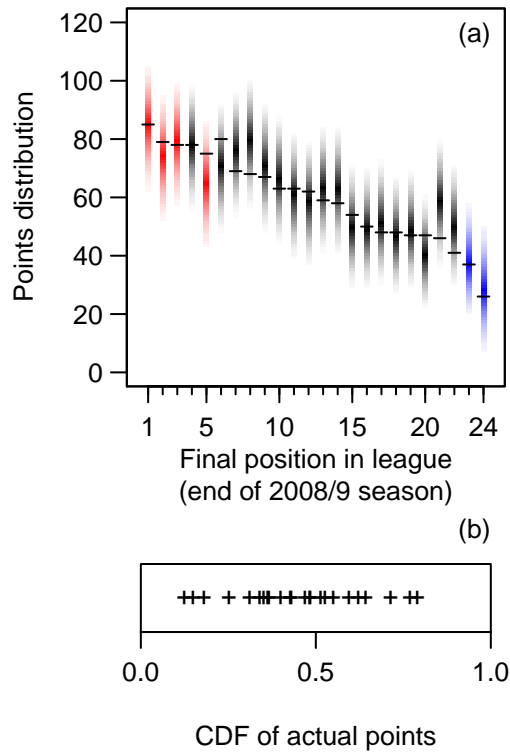 (a)
Points distribution
120
100
80
60
40
20
0
1 5 10 15 20 24
Final position in league
(end of 2008/9 season)
(b)
0.0 0.5 1.0
CDF of actual points